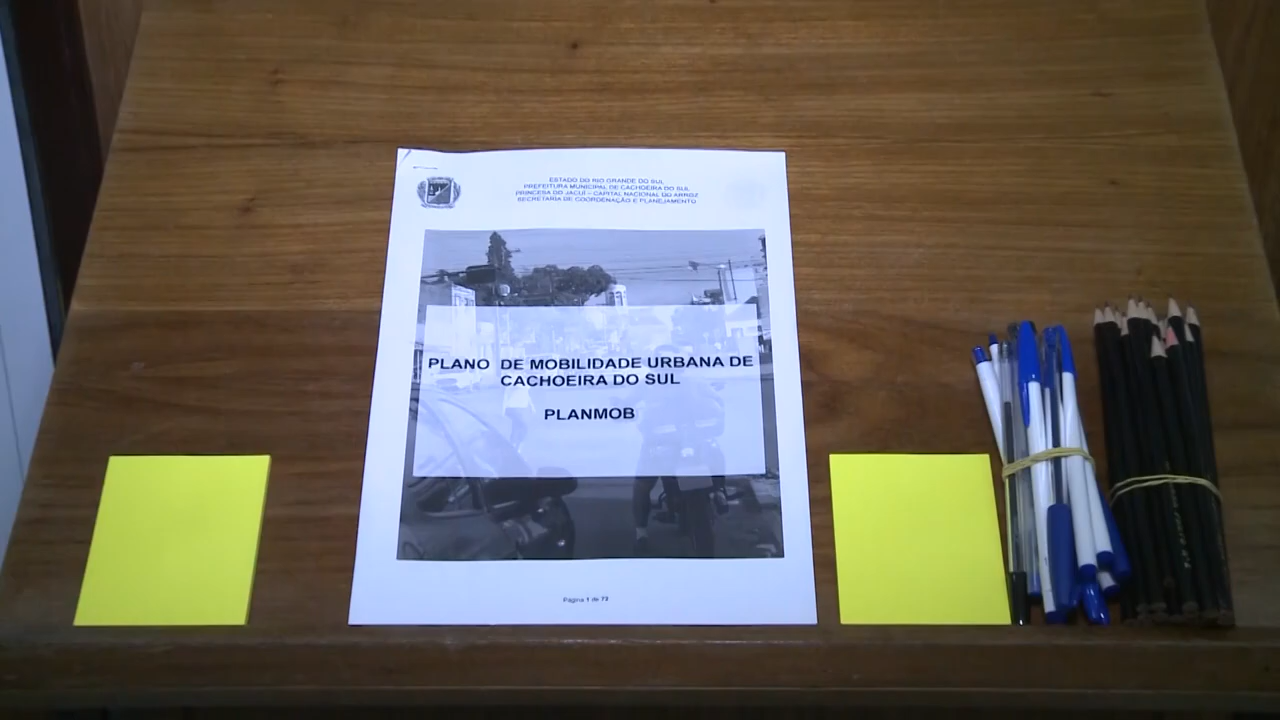 ESTADO DO RIO GRANDE DO SUL
PREFEITURA MUNICIPAL DE CACHOEIRA DO SUL
PRINCESA DO JACUÍ – CAPITAL NACIONAL DO ARROZ
SECRETARIA DE COORDENAÇÃO E PLANEJAMENTO
PLANO DE MOBILIDADE URBANA DE
CACHOEIRA DO SUL
PLANMOB
Página 1 de 73